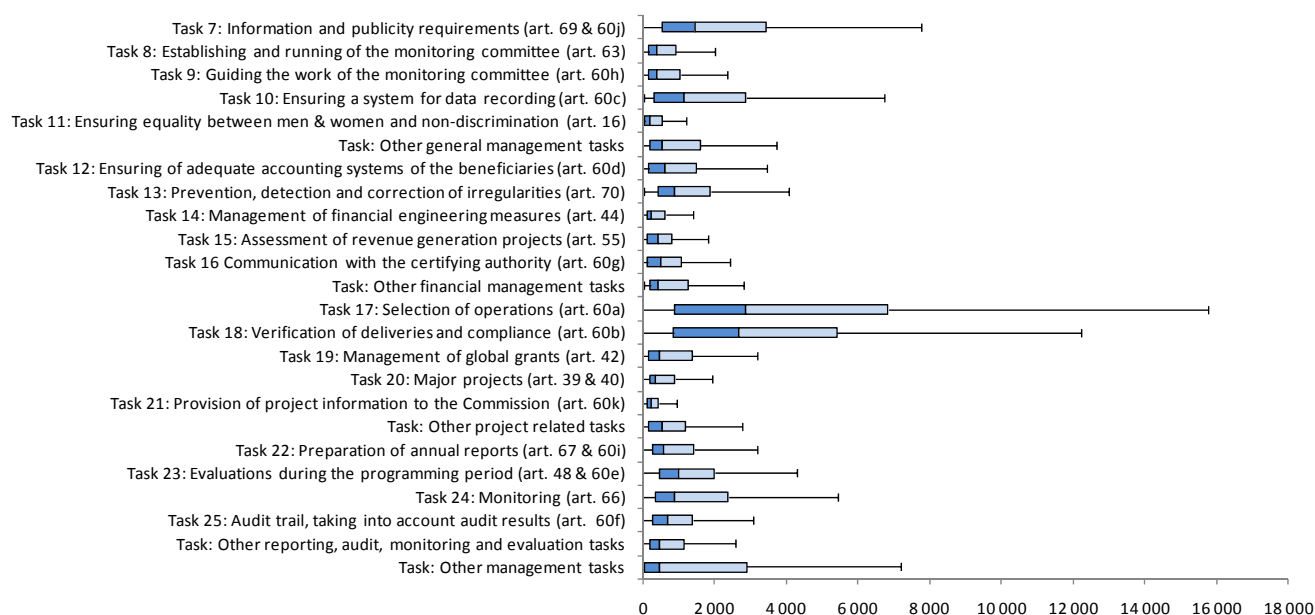 Task 7: Information and publicity requirements (art. 69 & 60j)
Task 8: Establishing and running of the monitoring committee (art. 63)
Task 9: Guiding the work of the monitoring committee (art. 60h)
Task 10: Ensuring a system for data recording (art. 60c)
Task 11: Ensuring equality between men & women and non-discrimination (art. 16)
Task: Other general management tasks
Task 12: Ensuring of adequate accounting systems of the beneficiaries (art. 60d)
Task 13: Prevention, detection and correction of irregularities (art. 70)
Task 14: Management of financial engineering measures (art. 44)
Task 15: Assessment of revenue generation projects (art. 55)
Task 16 Communication with the certifying authority (art. 60g)
Task: Other financial management tasks
Task 17: Selection of operations (art. 60a)
Task 18: Verification of deliveries and compliance (art. 60b)
Task 19: Management of global grants (art. 42)
Task 20: Major projects (art. 39 & 40)
Task 21: Provision of project information to the Commission (art. 60k)
Task: Other project related tasks
Task 22: Preparation of annual reports (art. 67 & 60i)
Task 23: Evaluations during the programming period (art. 48 & 60e)
Task 24: Monitoring (art. 66)
Task 25: Audit trail, taking into account audit results (art. 60f)
Task: Other reporting, audit, monitoring and evaluation tasks
Task: Other management tasks
0 2 000 4 000 6 000 8 000 10 000 12 000 14 000 16 000 18 000